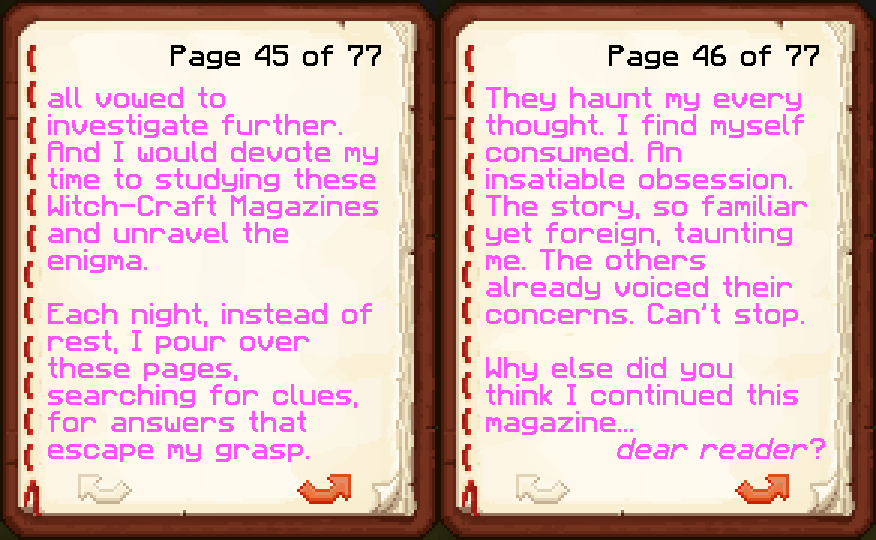 Page 45 of 77
all vowed to
investigate further.
And I would devote my
time to studying these
Witch-Craft Magazines
and unravel the
enigma.
Each night, instead of
rest, I pour over
these pages,
searching for clues,
for answers that
escape my grasp.
Page 46 of 77
They haunt my every
thought. I find myself
consumed. An
insatiable obsession.
The story, so familiar
yet foreign, taunting
me. The others
already voiced their
concerns. Can't stop.
Why else did you
think I continued this
magazine...
dear reader?